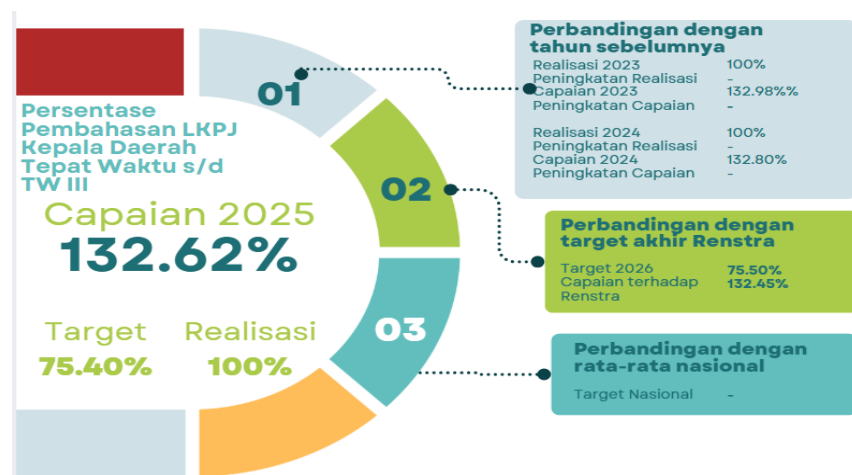 Persentase
Pembahasan LKPJ
Kepala Daerah
Tepat Waktu s/d
TW III
Capaian 2025
132.62%
Target Realisasi
75.40% 100%
01
02
03
Perbandingan dengan
tahun sebelumnya
Realisasi 2023 100%
Peningkatan Realisasi -
Capaian 2023 132.98%%
Peningkatan Capaian -
Realisasi 2024 100%
Peningkatan Realisasi -
Capaian 2024 132.80%
Peningkatan Capaian -
Perbandingan dengan
target akhir Renstra
Target 2026 75.50%
Capaian terhadap 132.45%
Renstra
Perbandingan dengan
rata-rata nasional
Target Nasional -